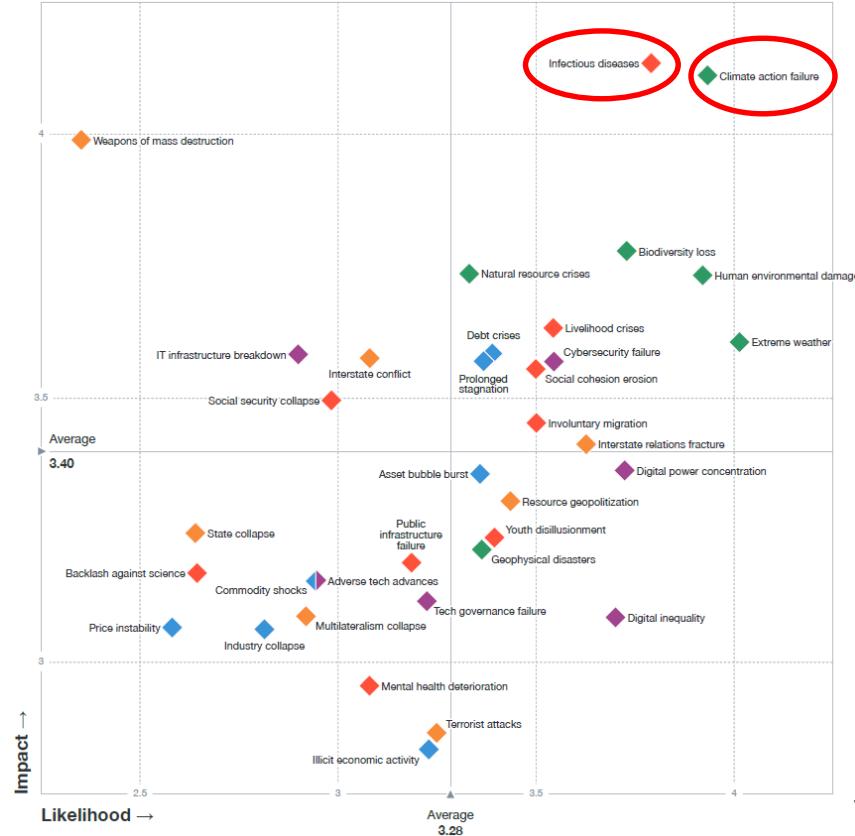 Infectious diseases
Climate action failure
4
Weapons of mass destruction
Biodiversity loss
Natural resource crises
Human environmental damage
Livelihood crises
Debt crises
Extreme weather
IT infrastructure breakdown
Cybersecurity failure
Interstate conflict
Prolonged
stagnation
Social cohesion erosion
3.5
Social security collapse
Involuntary migration
Average
3.40
Interstate relations fracture
Asset bubble burst
Digital power concentration
Resource geopolitization
Public
infrastructure
failure
State collapse
Youth disillusionment
Geophysical disasters
Backlash against science
Commodity shocks
Adverse tech advances
Tech governance failure
Digital inequality
Price instability
Multilateralism collapse
Industry collapse
3
Mental health deterioration
Terrorist attacks
Illicit economic activity
Impact →
2.5
3
3.5
4
Likelihood →
Average
3.28